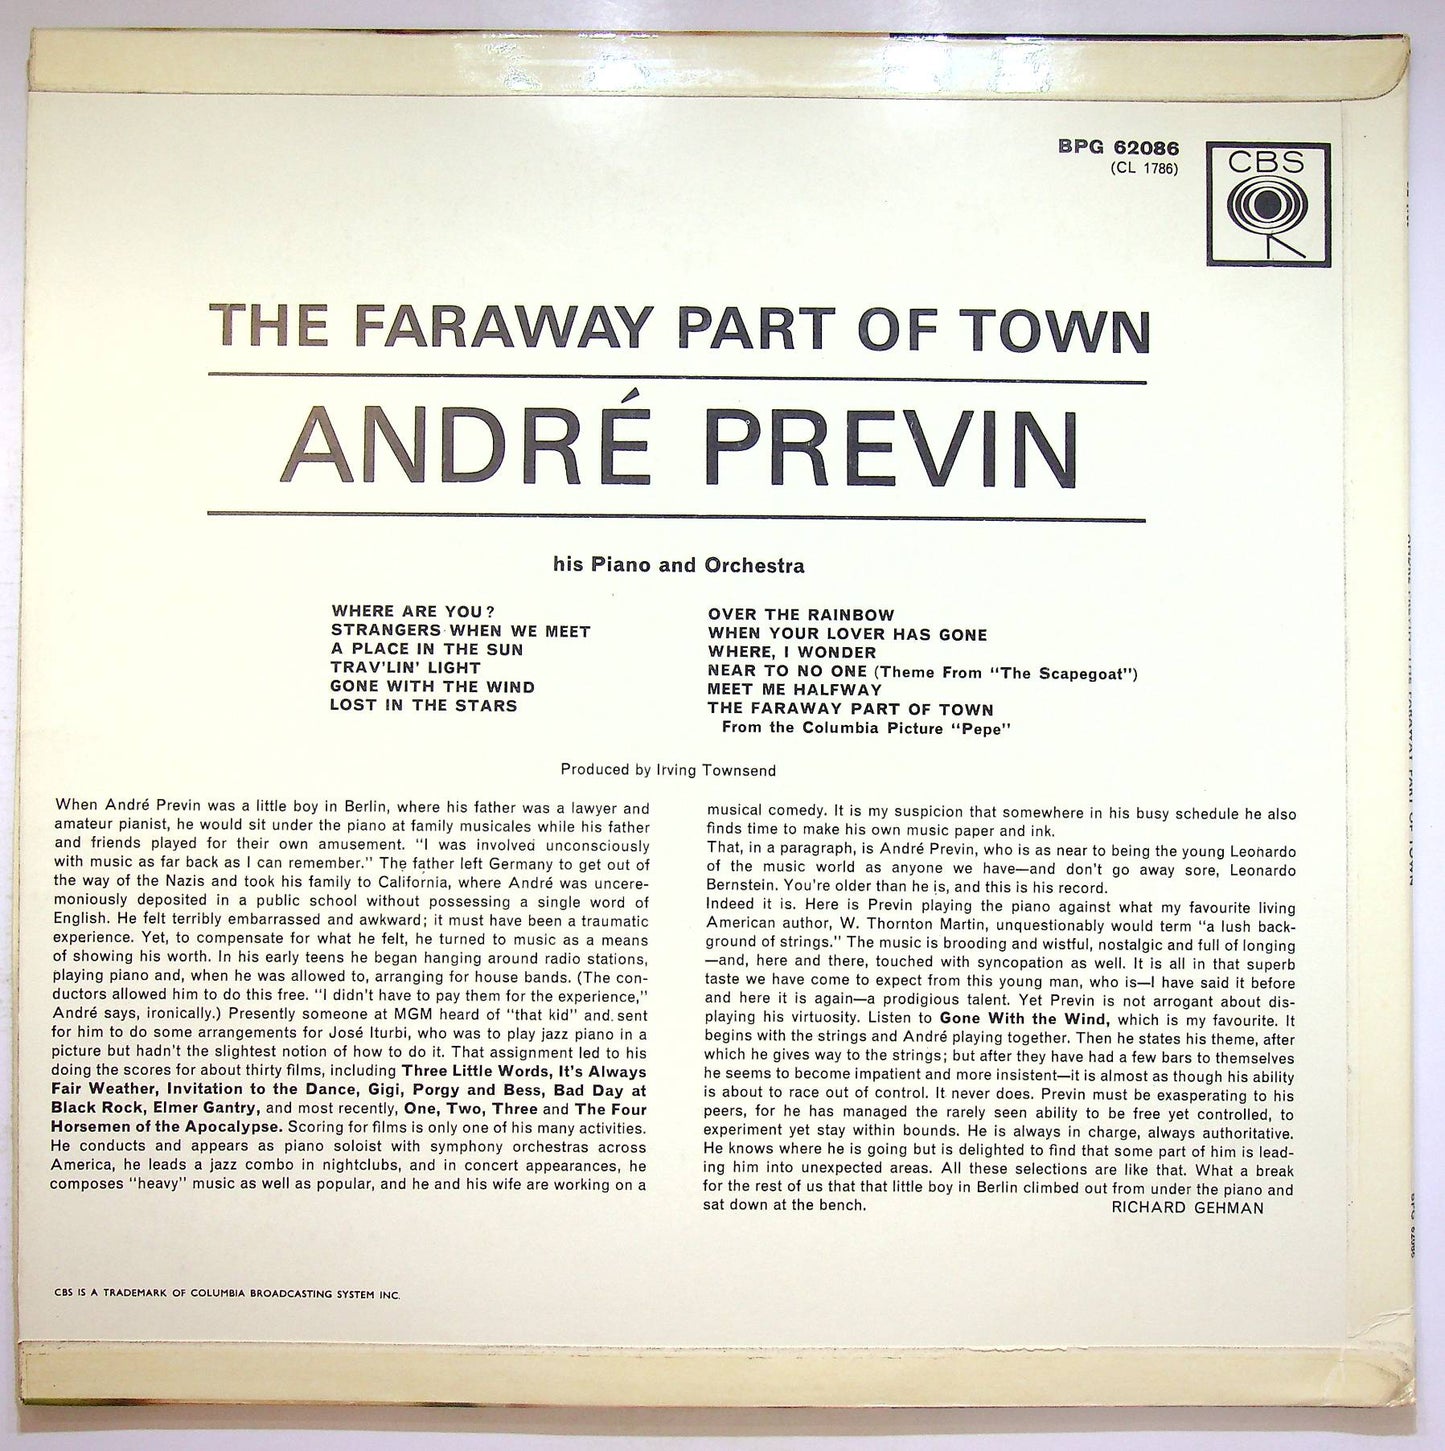 BPG 62086
(CL 1786)
CBS
THE FARAWAY PART OF TOWN
ANDRÉ PREVIN
his Piano and Orchestra
WHERE ARE YOU?
STRANGERS WHEN WE MEET
A PLACE IN THE SUN
TRAV'LIN' LIGHT
GONE WITH THE WIND
LOST IN THE STARS
OVER THE RAINBOW
WHEN YOUR LOVER HAS GONE
WHERE, I WONDER
NEAR TO NO ONE (Theme From "The Scapegoat")
MEET ME HALFWAY
THE FARAWAY PART OF TOWN
From the Columbia Picture "Pepe"
Produced by Irving Townsend
When André Previn was a little boy in Berlin, where his father was a lawyer and
amateur pianist, he would sit under the piano at family musicales while his father
and friends played for their own amusement. "I was involved unconsciously
with music as far back as I can remember." The father left Germany to get out of
the way of the Nazis and took his family to California, where André was uncere-
moniously deposited in a public school without possessing a single word of
English. He felt terribly embarrassed and awkward; it must have been a traumatic
experience. Yet, to compensate for what he felt, he turned to music as a means
of showing his worth. In his early teens he began hanging around radio stations,
playing piano and, when he was allowed to, arranging for house bands. (The con-
ductors allowed him to do this free. "I didn't have to pay them for the experience,"
André says, ironically.) Presently someone at MGM heard of "that kid" and sent
for him to do some arrangements for José Iturbi, who was to play jazz piano in a
picture but hadn't the slightest notion of how to do it. That assignment led to his
doing the scores for about thirty films, including Three Little Words, It's Always
Fair Weather, Invitation to the Dance, Gigi, Porgy and Bess, Bad Day at
Black Rock, Elmer Gantry, and most recently, One, Two, Three and The Four
Horsemen of the Apocalypse. Scoring for films is only one of his many activities.
He conducts and appears as piano soloist with symphony orchestras across
America, he leads a jazz combo in nightclubs, and in concert appearances, he
composes "heavy" music as well as popular, and he and his wife are working on a
musical comedy. It is my suspicion that somewhere in his busy schedule he also
finds time to make his own music paper and ink.
That, in a paragraph, is André Previn, who is as near to being the young Leonardo
of the music world as anyone we have—and don't go away sore, Leonardo
Bernstein. You're older than he is, and this is his record.
Indeed it is. Here is Previn playing the piano against what my favourite living
American author, W. Thornton Martin, unquestionably would term "a lush back-
ground of strings." The music is brooding and wistful, nostalgic and full of longing
—and, here and there, touched with syncopation as well. It is all in that superb
taste we have come to expect from this young man, who is—I have said it before
and here it is again—a prodigious talent. Yet Previn is not arrogant about dis-
playing his virtuosity. Listen to Gone With the Wind, which is my favourite. It
begins with the strings and André playing together. Then he states his theme, after
which he gives way to the strings; but after they have had a few bars to themselves
he seems to become impatient and more insistent—it is almost as though his ability
is about to race out of control. It never does. Previn must be exasperating to his
peers, for he has managed the rarely seen ability to be free yet controlled, to
experiment yet stay within bounds. He is always in charge, always authoritative.
He knows where he is going but is delighted to find that some part of him is lead-
ing him into unexpected areas. All these selections are like that. What a break
for the rest of us that that little boy in Berlin climbed out from under the piano and
sat down at the bench.
RICHARD GEHMAN
CBS IS A TRADEMARK OF COLUMBIA BROADCASTING SYSTEM INC.